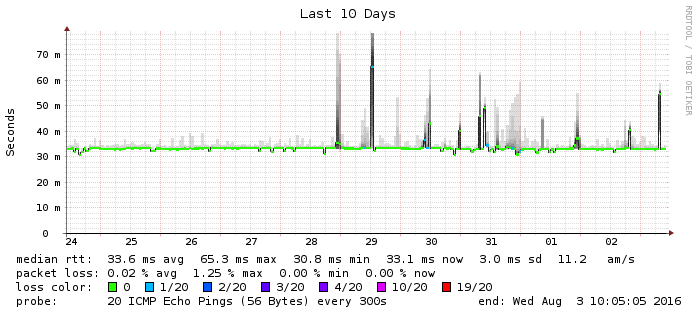 Last 10 Days
RRDTOOL / TOBI OETIKER
Seconds
70 m
60 m
50 m
40 m
30 m
20 m
10 m
0
24 25 26 27 28 29 30 31 01 02
median rtt: 33.6 ms avg 65.3 ms max 30.8 ms min 33.1 ms now 3.0 ms sd 11.2 am/s
packet loss: 0.02 % avg 1.25 % max 0.00 % min 0.00 % now
loss color: 0 1/20 2/20 3/20 4/20 10/20 19/20
probe: 20 ICMP Echo Pings (56 Bytes) every 300s end: Wed Aug 3 10:05:05 2016